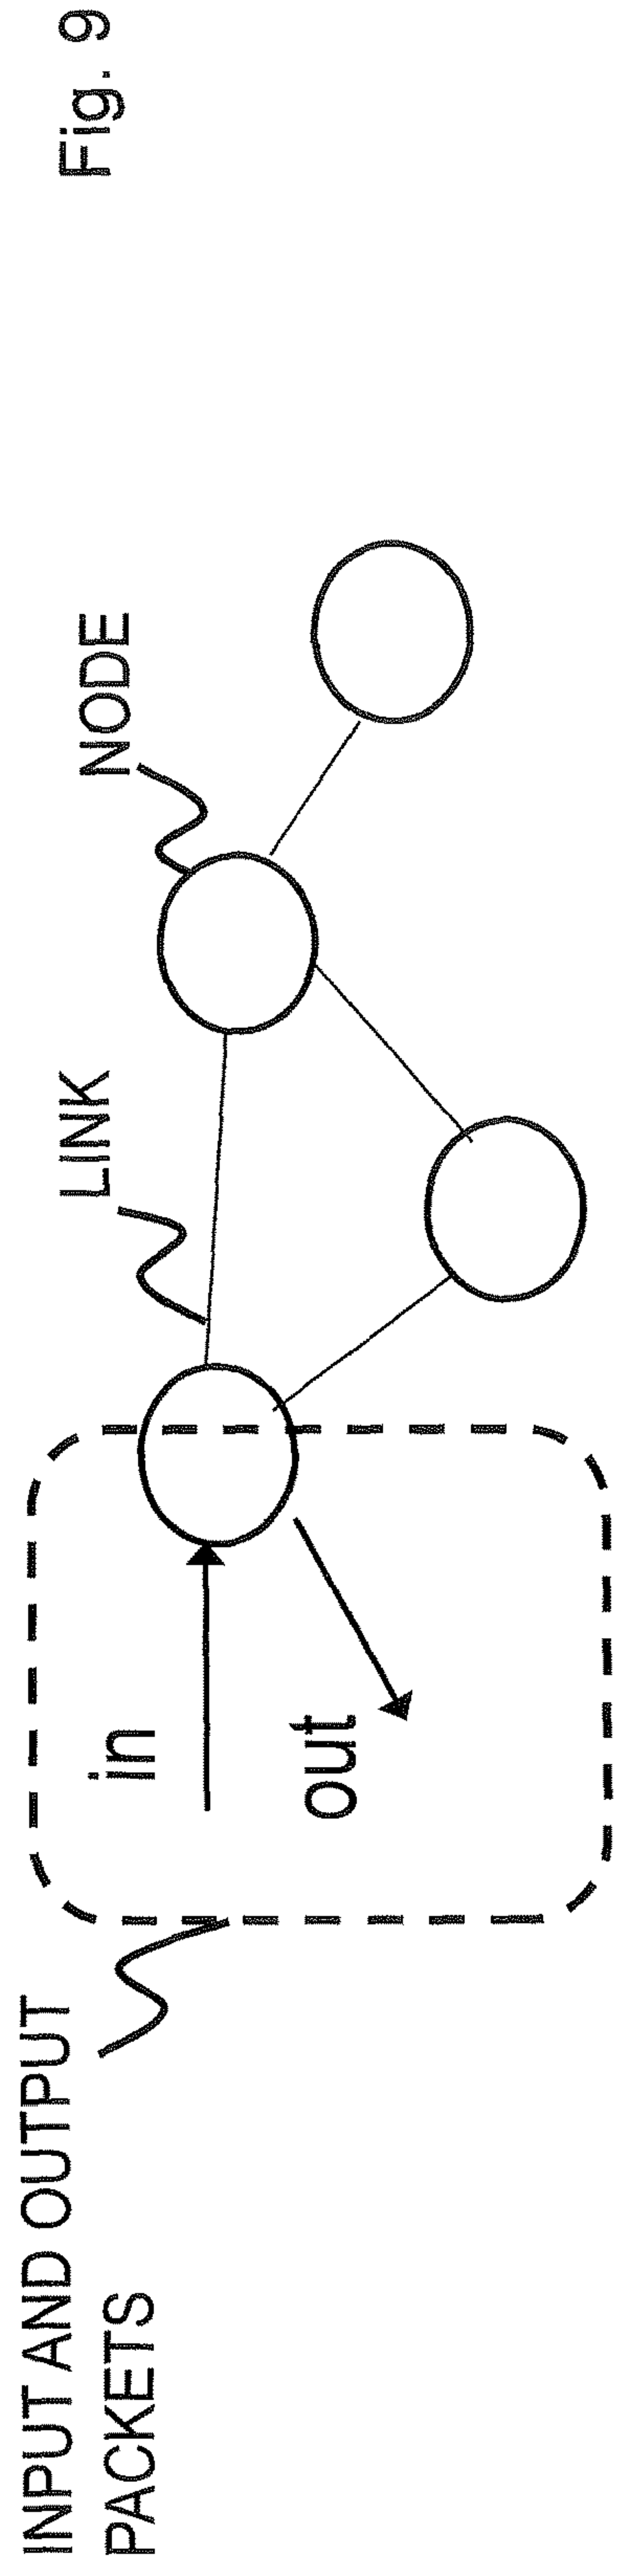 Fig. 9
INPUT AND OUTPUT
PACKETS
in
out
LINK
NODE